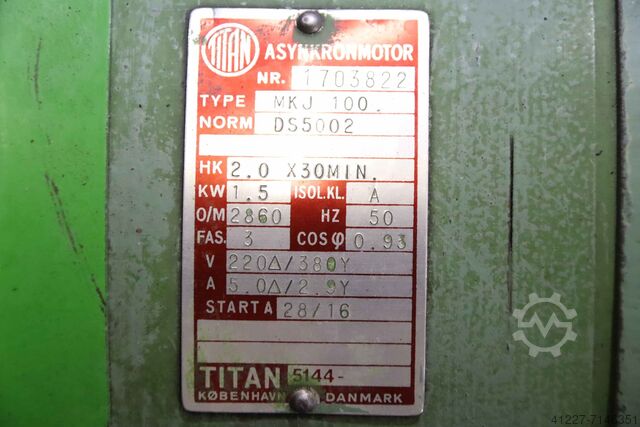 TITAN ASYNKRONMOTOR
NR. 1703822
TYPE MKJ 100.
NORM DS5002
HK 2.0 X30MIN.
KW 1.5 ISOL.KL. A
O/M 2860 HZ 50
FAS. 3 COSφ 0.93
V 220Δ/380Y
A 5.0Δ/2.9Y
START A 28/16
TITAN 5144-
KØBENHAVN DANMARK
41227-7146351